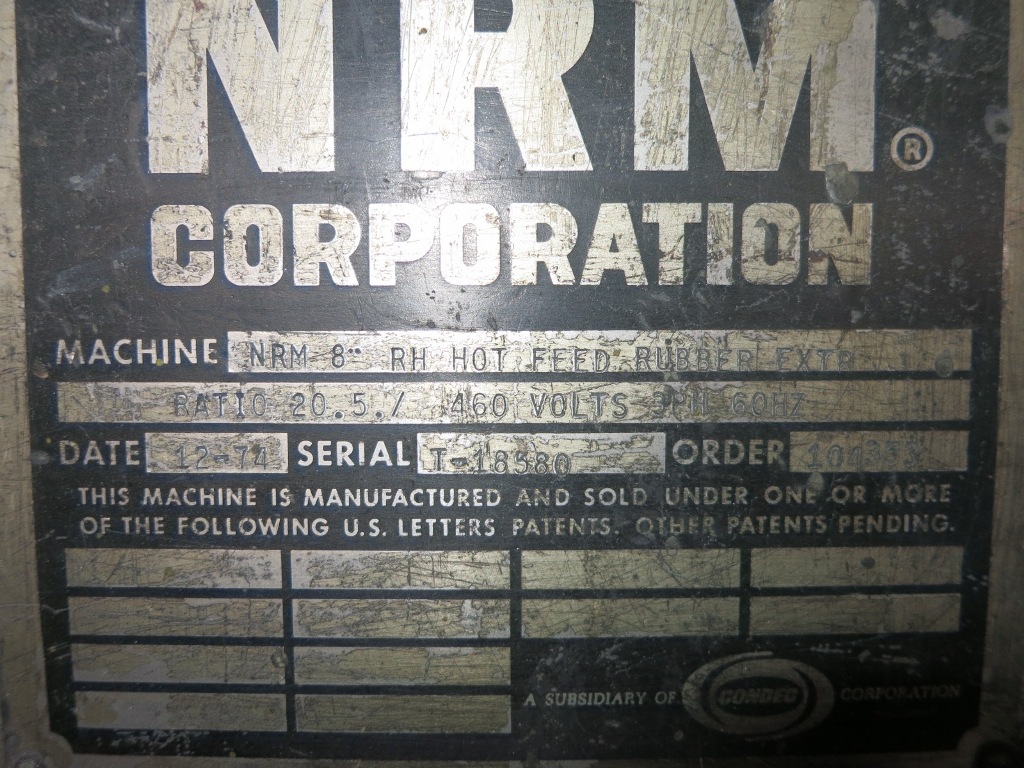 NRM ®
CORPORATION
MACHINE NRM 8" RH HOT FEED RUBBER EXTR
RATIO 20.5./ 460 VOLTS 3PH 60HZ
DATE 12-74 SERIAL T-18580 ORDER
THIS MACHINE IS MANUFACTURED AND SOLD UNDER ONE OR MORE
OF THE FOLLOWING U.S. LETTERS PATENTS. OTHER PATENTS PENDING.
A SUBSIDIARY OF CONDEC CORPORATION